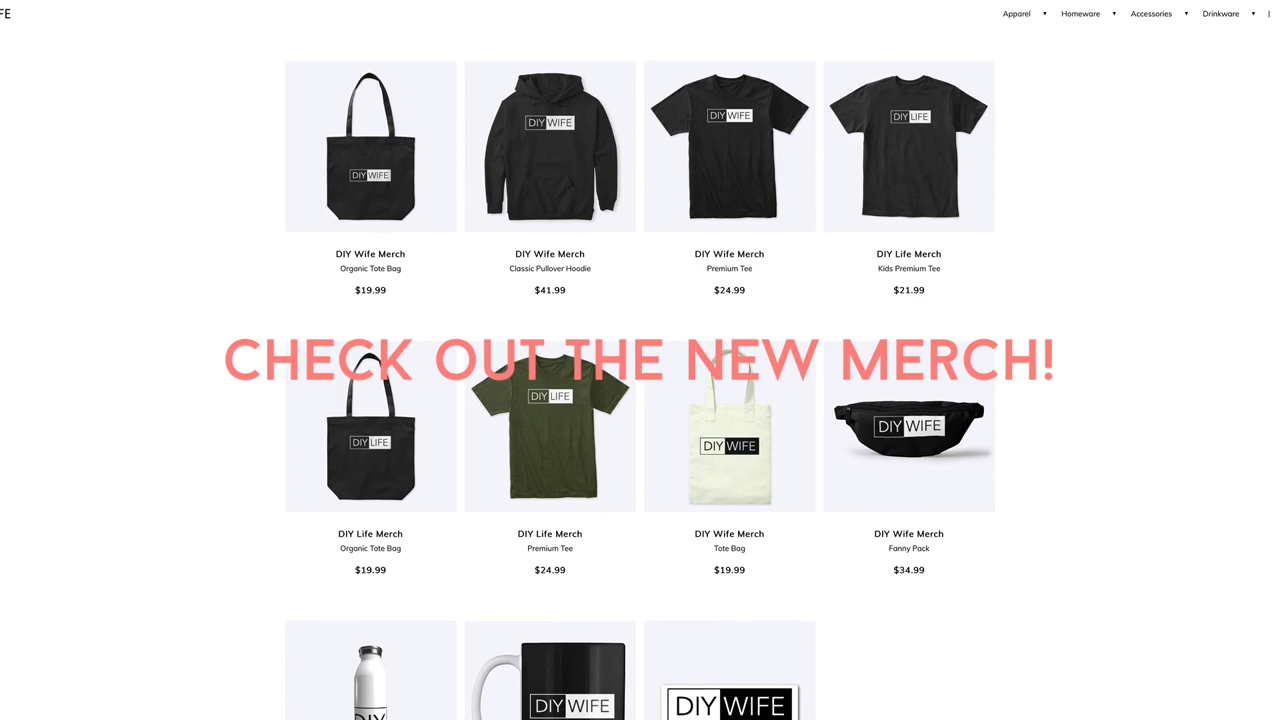 FE
Apparel ▼ Homeware ▼ Accessories ▼ Drinkware ▼ |
DIY WIFE
DIY WIFE
DIY WIFE
DIY LIFE
DIY Wife Merch
Organic Tote Bag
$19.99
DIY Wife Merch
Classic Pullover Hoodie
$41.99
DIY Wife Merch
Premium Tee
$24.99
DIY Life Merch
Kids Premium Tee
$21.99
CHECK OUT THE NEW MERCH!
DIY LIFE
DIY LIFE
DIY WIFE
DIY WIFE
DIY Life Merch
Organic Tote Bag
$19.99
DIY Life Merch
Premium Tee
$24.99
DIY Wife Merch
Tote Bag
$19.99
DIY Wife Merch
Fanny Pack
$34.99
DIY
DIY WIFE
DIY WIFE